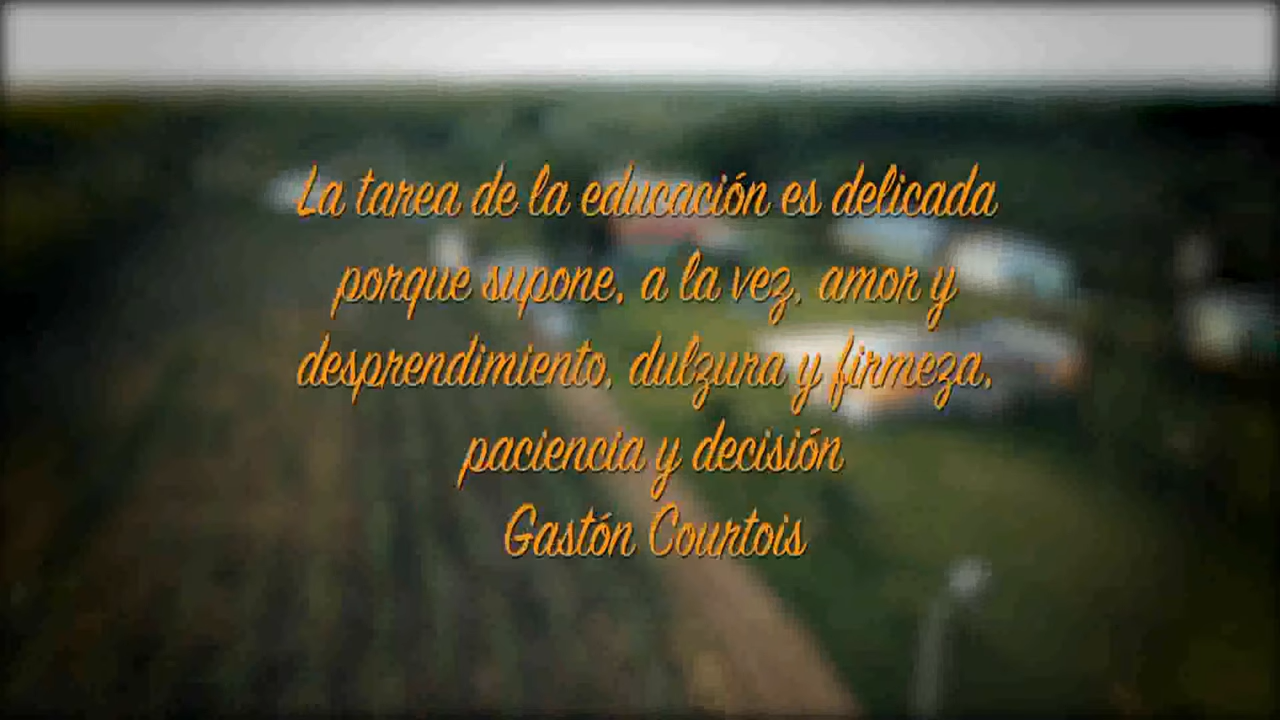 La tarea de la educación es delicada
porque supone, a la vez, amor y
desprendimiento, dulzura y firmeza,
paciencia y decisión
Gastón Courtois